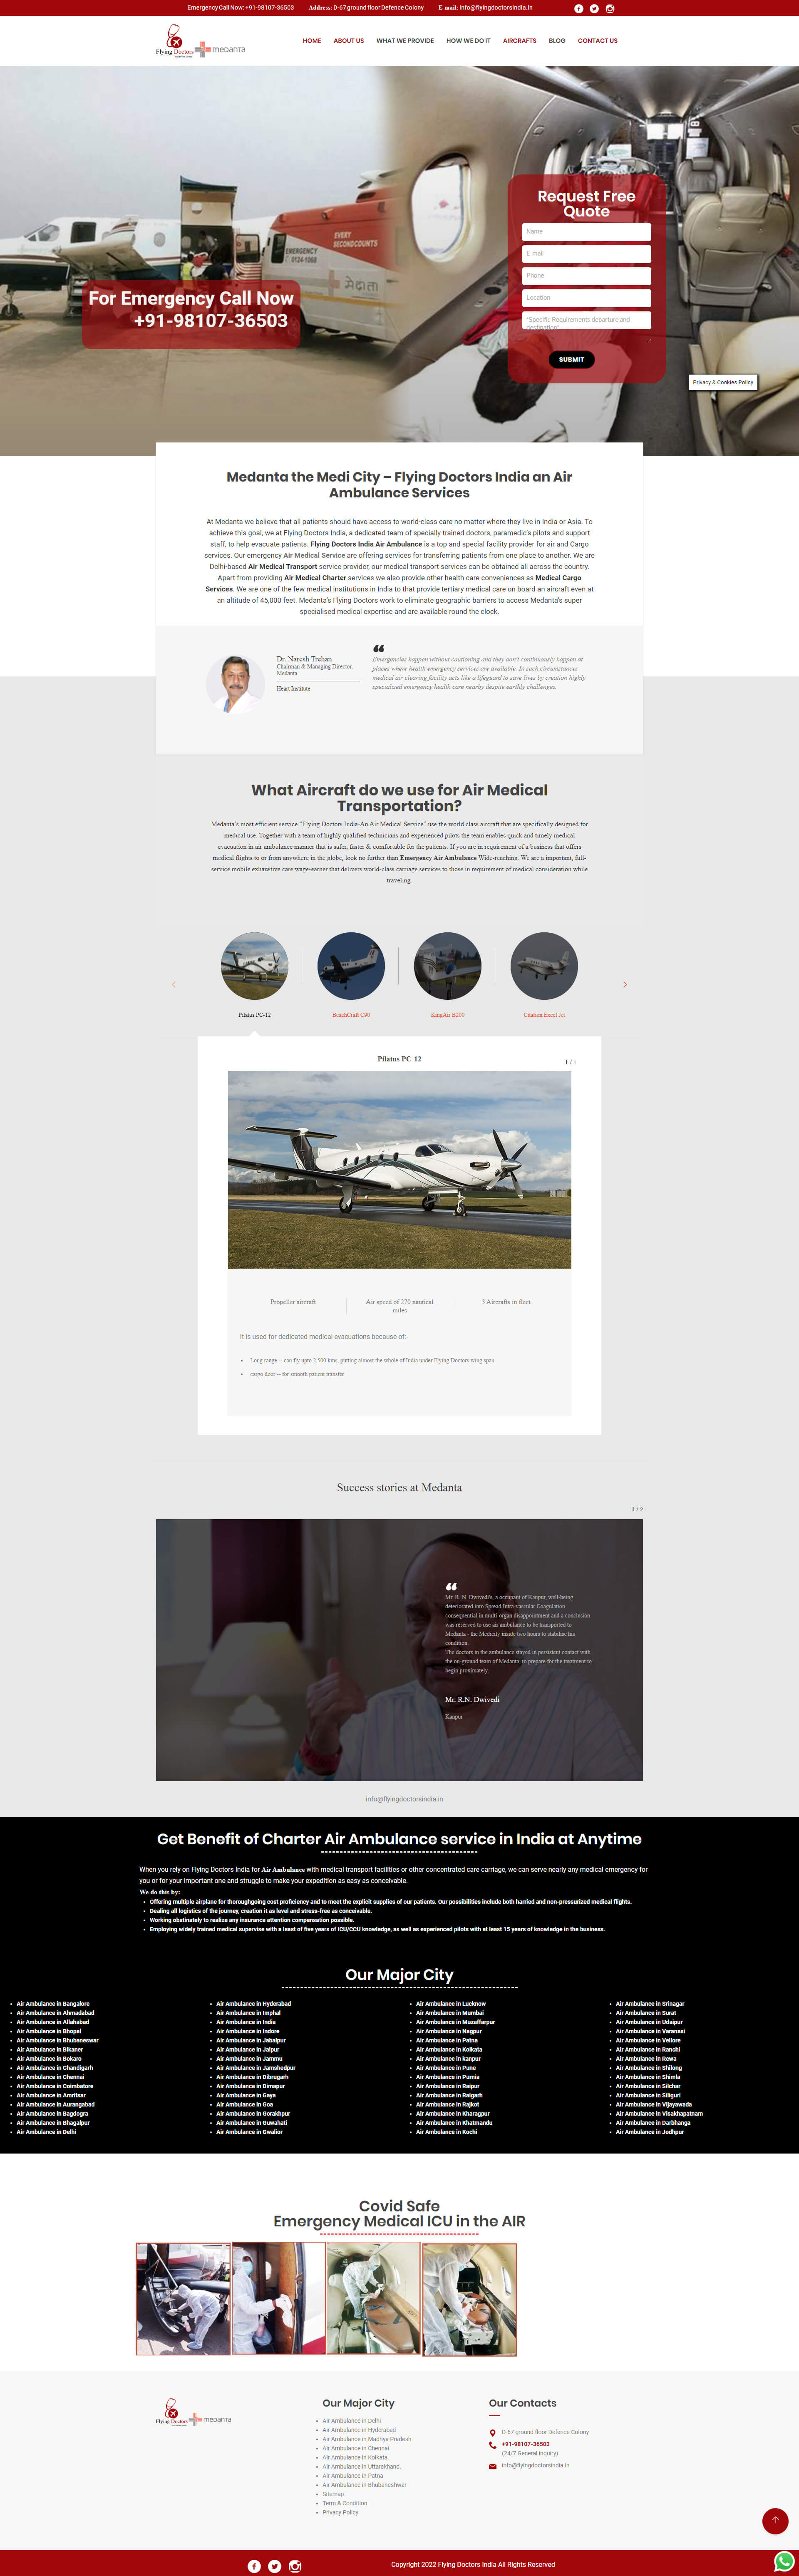 Emergency Call Now: +91-98107-36503 Address: D-67 ground floor Defence Colony E-mail: info@flyingdoctorsindia.in
Flying Doctors medanta
HOME ABOUT US WHAT WE PROVIDE HOW WE DO IT AIRCRAFTS BLOG CONTACT US
EVERY
SECOND COUNTS
EMERGENCY
0124-1068
For Emergency Call Now
+91-98107-36503
Request Free
Quote
Name
E-mail
Phone
Location
*Specific Requirements departure and
destination*
SUBMIT
Privacy & Cookies Policy
Medanta the Medi City – Flying Doctors India an Air
Ambulance Services
At Medanta we believe that all patients should have access to world-class care no matter where they live in India or Asia. To
achieve this goal, we at Flying Doctors India, a dedicated team of specially trained doctors, paramedic's pilots and support
staff, to help evacuate patients. Flying Doctors India Air Ambulance is a top and special facility provider for air and Cargo
services. Our emergency Air Medical Service are offering services for transferring patients from one place to another. We are
Delhi-based Air Medical Transport service provider, our medical transport services can be obtained all across the country.
Apart from providing Air Medical Charter services we also provide other health care conveniences as Medical Cargo
Services. We are one of the few medical institutions in India to that provide tertiary medical care on board an aircraft even at
an altitude of 45,000 feet. Medanta's Flying Doctors work to eliminate geographic barriers to access Medanta's super
specialised medical expertise and are available round the clock.
Dr. Naresh Trehan
Chairman & Managing Director,
Medanta
Heart Institute
Emergencies happen without cautioning and they don't continuously happen at
places where health emergency services are available. In such circumstances
medical air clearing facility acts like a lifeguard to save lives by creation highly
specialized emergency health care nearby despite earthly challenges.
What Aircraft do we use for Air Medical
Transportation?
Medanta's most efficient service "Flying Doctors India-An Air Medical Service" use the world class aircraft that are specifically designed for
medical use. Together with a team of highly qualified technicians and experienced pilots the team enables quick and timely medical
evacuation in air ambulance manner that is safer, faster & comfortable for the patients. If you are in requirement of a business that offers
medical flights to or from anywhere in the globe, look no further than Emergency Air Ambulance Wide-reaching. We are a important, full-
service mobile exhaustive care wage-earner that delivers world-class carriage services to those in requirement of medical consideration while
traveling.
Pilatus PC-12 BeachCraft C90 KingAir B200 Citation Excel Jet
Pilatus PC-12
1 / 1
Propeller aircraft Air speed of 270 nautical
miles 3 Aircrafts in fleet
It is used for dedicated medical evacuations because of:-
Long range – can fly upto 2,500 kms, putting almost the whole of India under Flying Doctors wing span
cargo door – for smooth patient transfer
Success stories at Medanta
1 / 2
Mr. R. N. Dwivedi's, a occupant of Kanpur, well-being
deteriorated into Spread Intra-vascular Coagulation
consequential in multi-organ disappointment and a conclusion
was reserved to use air ambulance to be transported to
Medanta - the Medicity made two hours to stabilise his
condition.
The doctors in the ambulance stayed in persistent contact with
the on-ground team of Medanta, to prepare for the treatment to
begin proximately.
Mr. R.N. Dwivedi
Kanpur
info@flyingdoctorsindia.in
Get Benefit of Charter Air Ambulance service in India at Anytime
When you rely on Flying Doctors India for Air Ambulance with medical transport facilities or other concentrated care carriage, we can serve nearly any medical emergency for
you or for your important one and struggle to make your expedition as easy as conceivable.
We do this by:
Offering multiple airplane for thoroughgoing cost proficiency and to meet the explicit supplies of our patients. Our possibilities include both harried and non-pressurized medical flights.
Dealing all logistics of the journey, creation it as level and stress-free as conceivable.
Working obstinately to realize any insurance attention compensation possible.
Employing widely trained medical supervise with a least of five years of ICU/CCU knowledge, as well as experienced pilots with at least 15 years of knowledge in the business.
Our Major City
Air Ambulance in Bangalore
Air Ambulance in Ahmadabad
Air Ambulance in Allahabad
Air Ambulance in Bhopal
Air Ambulance in Bhubaneswar
Air Ambulance in Bikaner
Air Ambulance in Bokaro
Air Ambulance in Chandigarh
Air Ambulance in Chennai
Air Ambulance in Coimbatore
Air Ambulance in Amritsar
Air Ambulance in Aurangabad
Air Ambulance in Bagdogra
Air Ambulance in Bhagalpur
Air Ambulance in Delhi
Air Ambulance in Hyderabad
Air Ambulance in Imphal
Air Ambulance in India
Air Ambulance in Indore
Air Ambulance in Jabalpur
Air Ambulance in Jaipur
Air Ambulance in Jammu
Air Ambulance in Jamshedpur
Air Ambulance in Dibrugarh
Air Ambulance in Dimapur
Air Ambulance in Gaya
Air Ambulance in Goa
Air Ambulance in Gorakhpur
Air Ambulance in Guwahati
Air Ambulance in Gwalior
Air Ambulance in Lucknow
Air Ambulance in Mumbai
Air Ambulance in Muzaffarpur
Air Ambulance in Nagpur
Air Ambulance in Patna
Air Ambulance in Kolkata
Air Ambulance in kanpur
Air Ambulance in Pune
Air Ambulance in Purnia
Air Ambulance in Raipur
Air Ambulance in Raigarh
Air Ambulance in Rajkot
Air Ambulance in Kharagpur
Air Ambulance in Khatmandu
Air Ambulance in Kochi
Air Ambulance in Srinagar
Air Ambulance in Surat
Air Ambulance in Udaipur
Air Ambulance in Varanasi
Air Ambulance in Vellore
Air Ambulance in Ranchi
Air Ambulance in Rewa
Air Ambulance in Shilong
Air Ambulance in Shimla
Air Ambulance in Silchar
Air Ambulance in Siliguri
Air Ambulance in Vijayawada
Air Ambulance in Visakhapatnam
Air Ambulance in Darbhanga
Air Ambulance in Jodhpur
Covid Safe
Emergency Medical ICU in the AIR
Flying Doctors medanta
Our Major City
Air Ambulance in Delhi
Air Ambulance in Hyderabad
Air Ambulance in Madhya Pradesh
Air Ambulance in Chennai
Air Ambulance in Kolkata
Air Ambulance in Uttarakhand,
Air Ambulance in Patna
Air Ambulance in Bhubaneshwar
Sitemap
Term & Condition
Privacy Policy
Our Contacts
D-67 ground floor Defence Colony
+91-98107-36503
(24/7 General inquiry)
info@flyingdoctorsindia.in
Copyright 2022 Flying Doctors India All Rights Reserved